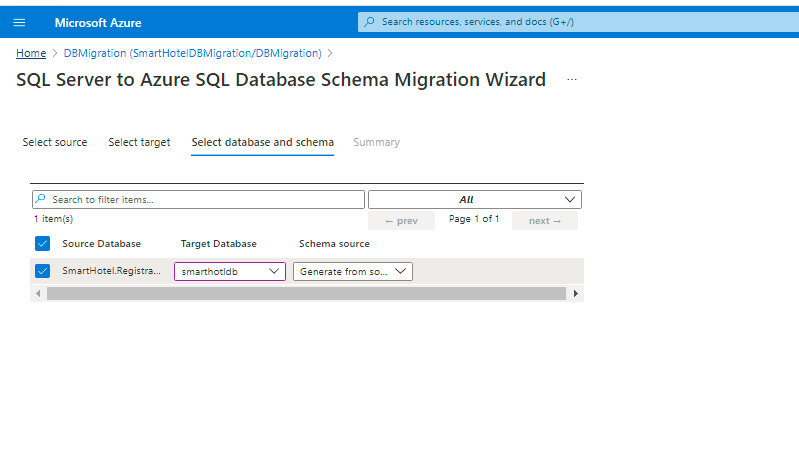 Microsoft Azure
Search resources, services, and docs (G+/)
Home > DBMigration (SmartHotelDBMigration/DBMigration) >
SQL Server to Azure SQL Database Schema Migration Wizard ...
Select source Select target Select database and schema Summary
Search to filter items... All
1 item(s) ← prev Page 1 of 1 next →
Source Database Target Database Schema source
SmartHotel.Registra... smarthotldb Generate from so...